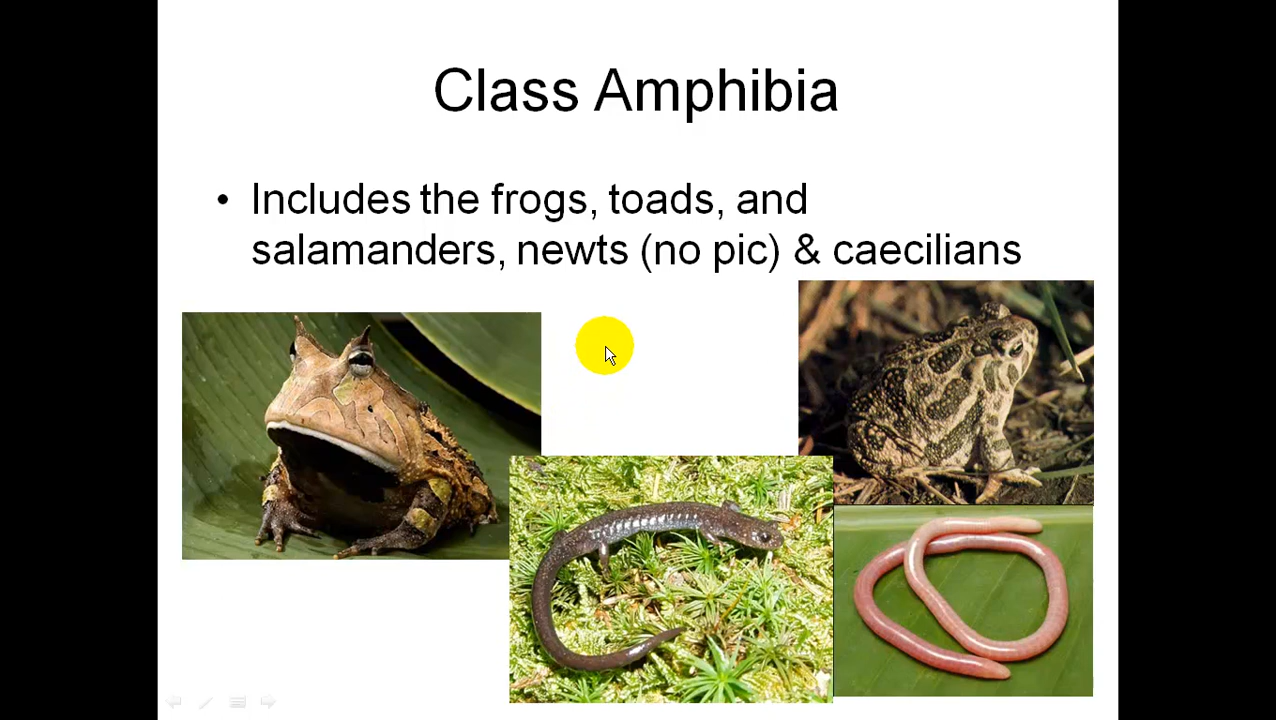 Class Amphibia
• Includes the frogs, toads, and
salamanders, newts (no pic) & caecilians